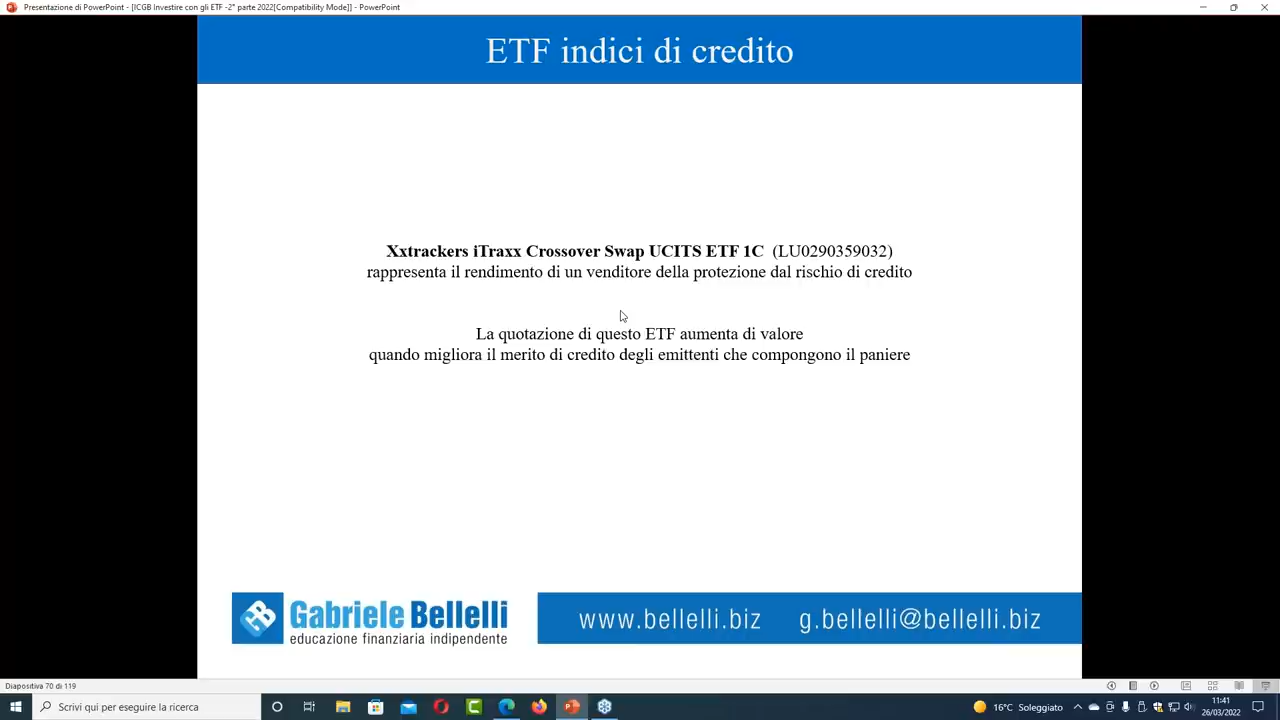 Presentazione di PowerPoint - [ICGB Investire con gli ETF -2° parte 2022[Compatibility Mode]] - PowerPoint
ETF indici di credito
Xxtrackers iTraxx Crossover Swap UCITS ETF 1C (LU0290359032)
rappresenta il rendimento di un venditore della protezione dal rischio di credito
La quotazione di questo ETF aumenta di valore
quando migliora il merito di credito degli emittenti che compongono il paniere
Gabriele Bellelli
educazione finanziaria indipendente
www.bellelli.biz g.bellelli@bellelli.biz
Diapositiva 70 di 119
Scrivi qui per eseguire la ricerca
16°C Soleggiato
11:41
26/03/2022